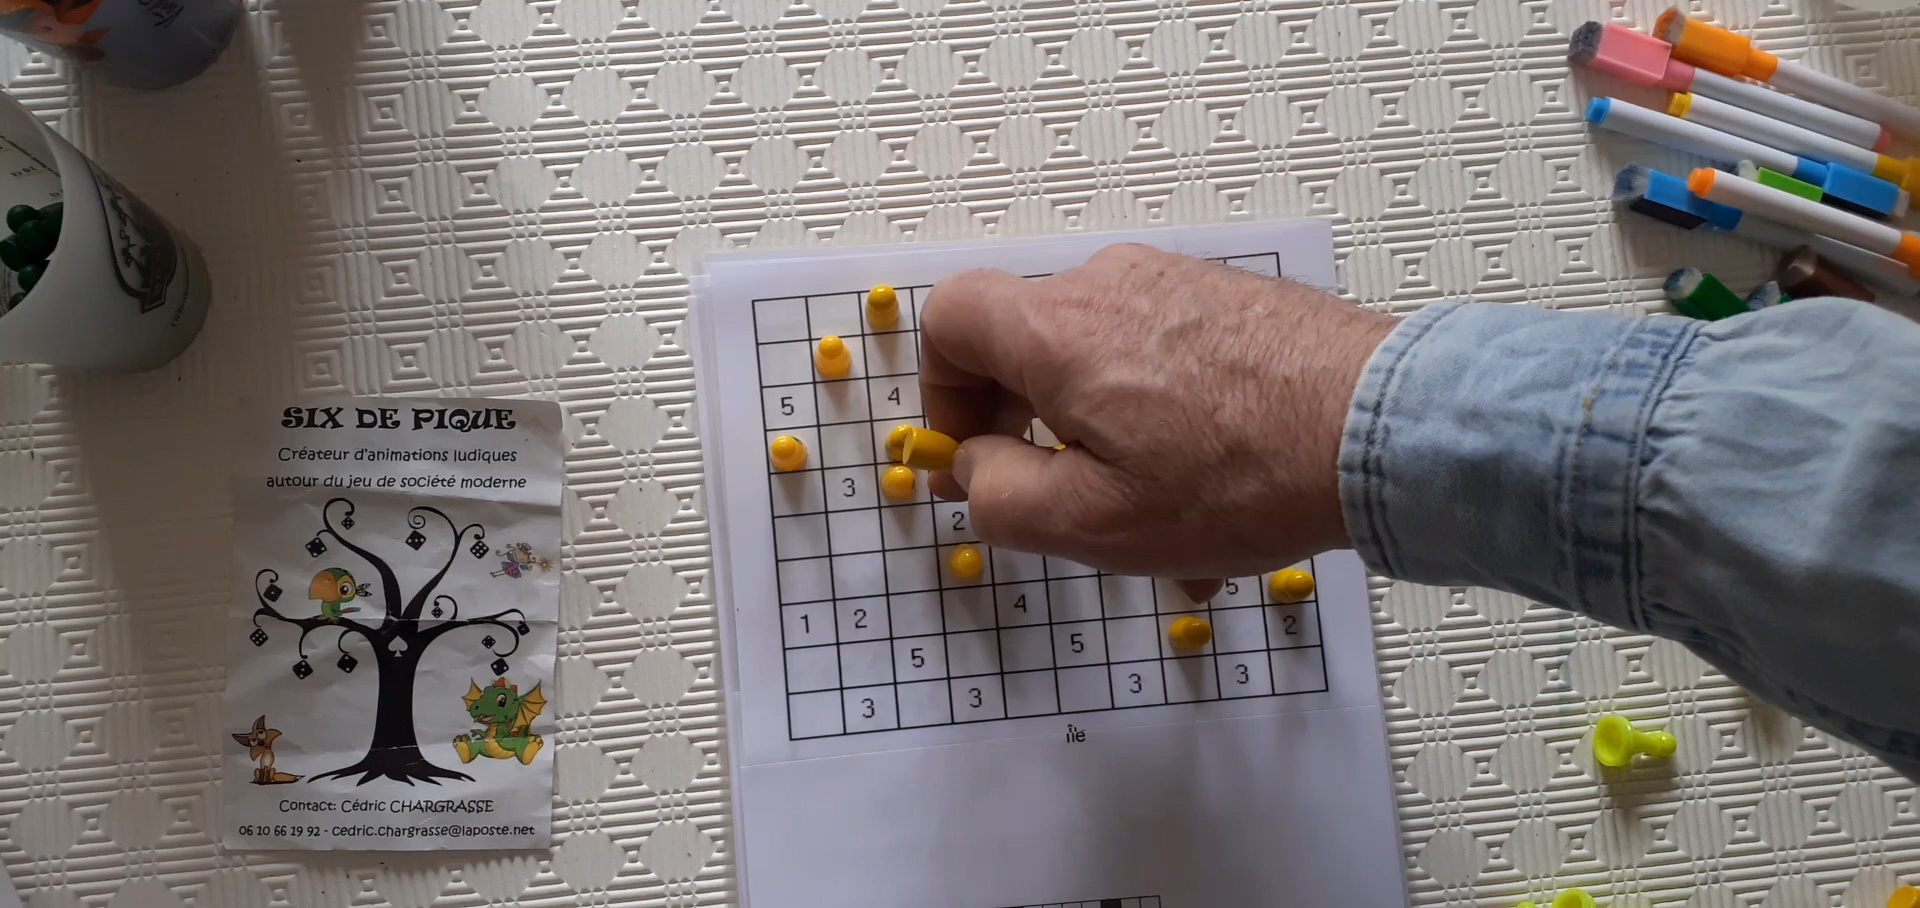 SIX DE PIQUE
Créateur d'animations ludiques
autour du jeu de société moderne
Contact: Cédric CHARGRASSE
06 10 66 19 92 - cedric.chargrasse@laposte.net
5 4
3
2
5
1 2 4 2
5 5
3 3 3 3
île